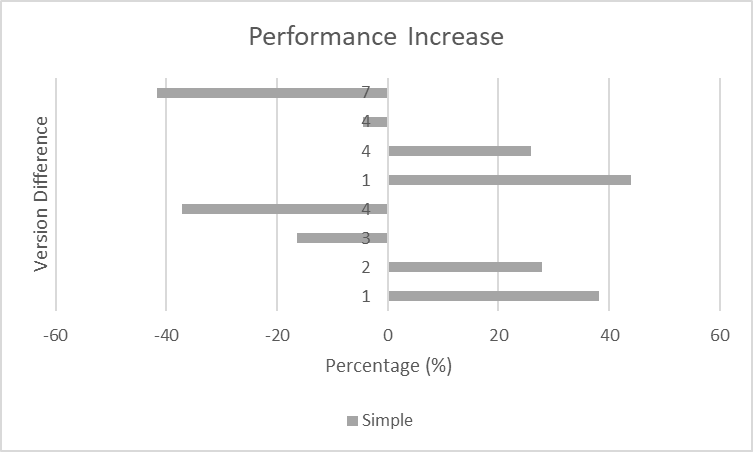 Performance Increase
Version Difference
7
4
4
1
4
3
2
1
-60 -40 -20 0 20 40 60
Percentage (%)
Simple